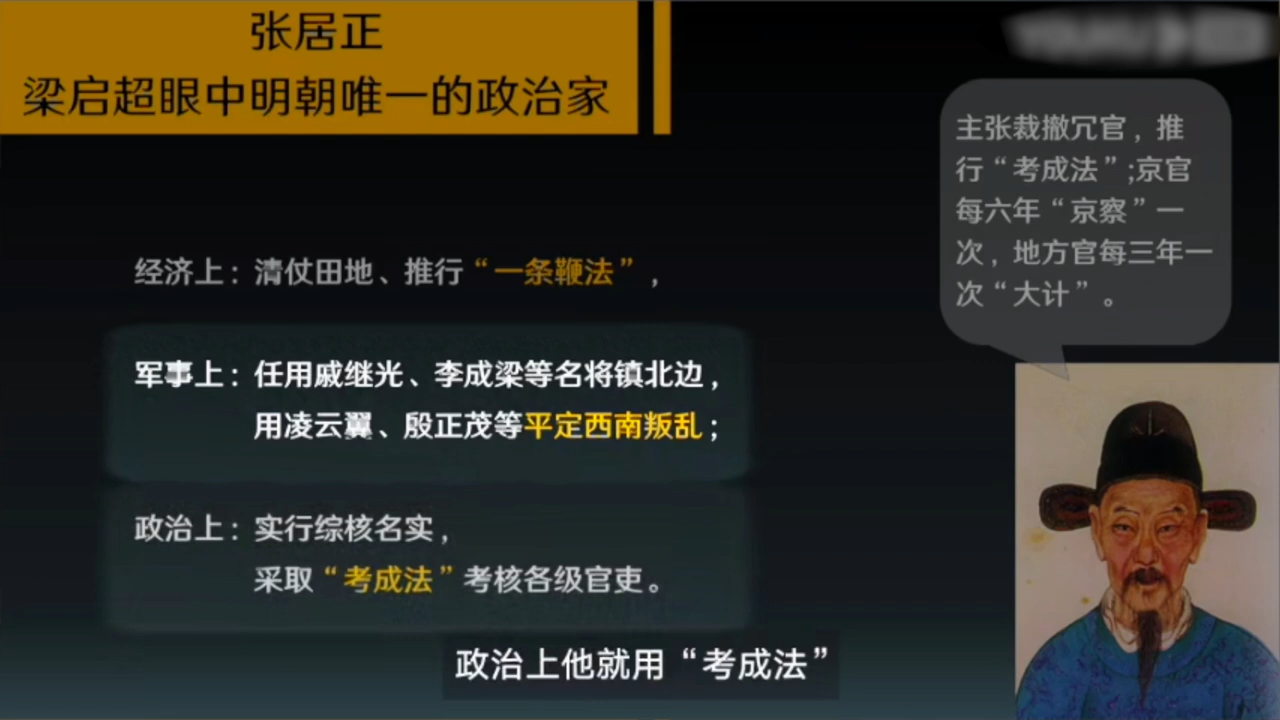 张居正
梁启超眼中明朝唯一的政治家
主张裁撤冗官，推
行“考成法”;京官
每六年“京察”一
次，地方官每三年一
次“大计”。
经济上：清仗田地、推行“一条鞭法”，
军事上：任用戚继光、李成梁等名将镇北边，
用凌云翼、殷正茂等平定西南叛乱；
政治上：实行综核名实，
采取“考成法”考核各级官吏。
政治上他就用“考成法”